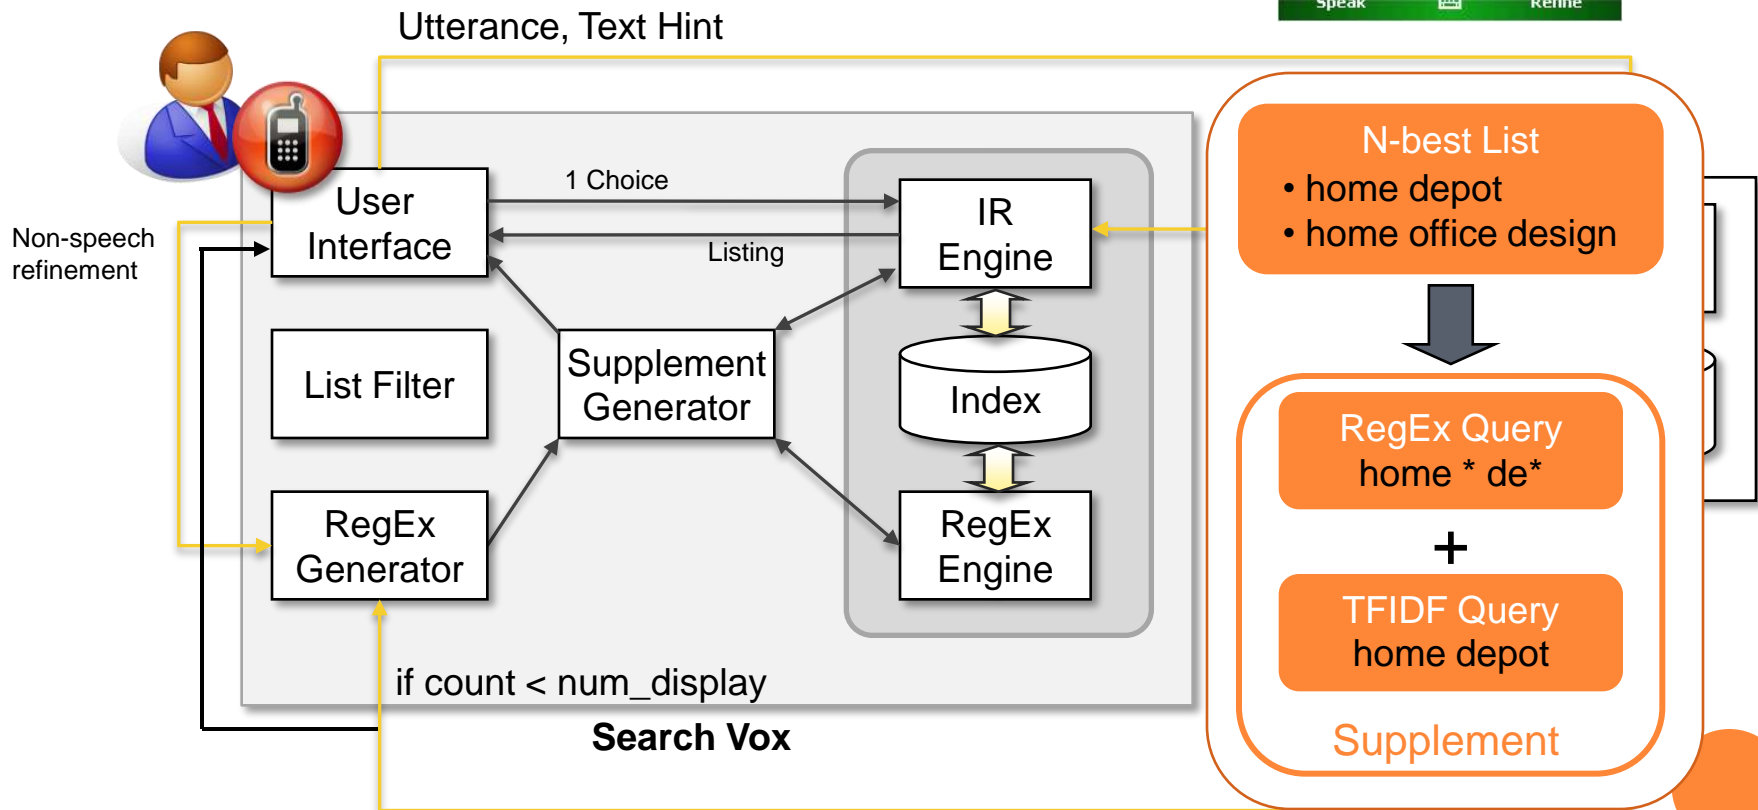 Speak
Refine
Utterance, Text Hint
N-best List
• home depot
• home office design
1 Choice
User
Interface
IR
Engine
Non-speech
refinement
Listing
List Filter
Supplement
Generator
Index
RegEx Query
home * de*
RegEx
Generator
RegEx
Engine
+
TFIDF Query
home depot
if count < num_display
Search Vox
Supplement